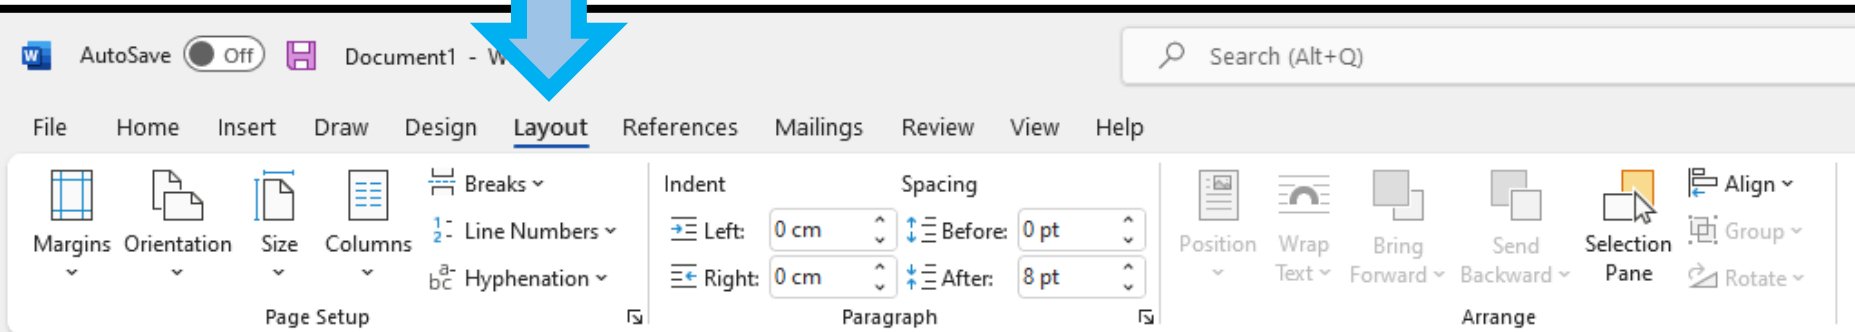 AutoSave Off Document1 - W Search (Alt+Q)
File Home Insert Draw Design Layout References Mailings Review View Help
Margins Orientation Size Columns
Breaks
Line Numbers
Hyphenation
Page Setup
Indent Spacing
Left: 0 cm Before: 0 pt
Right: 0 cm After: 8 pt
Paragraph
Position
Wrap Text
Bring Forward
Send Backward
Selection Pane
Align
Group
Rotate
Arrange